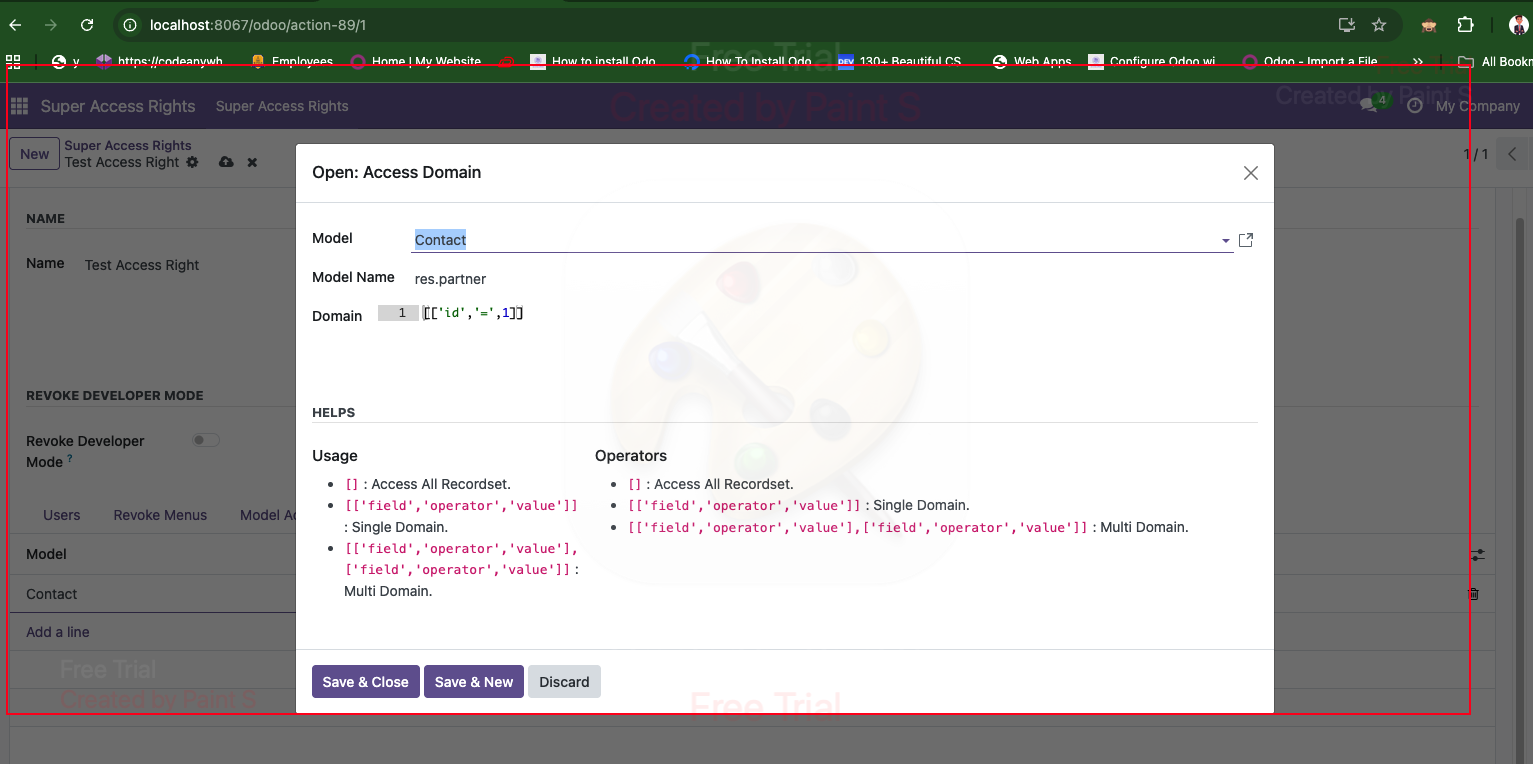 localhost:8067/odoo/action-89/1
y https://codeanywh Employees Home | My Website How to install Odo How To Install Odo DEV 130+ Beautiful CS Web Apps Configure Odoo wi Odoo - Import a File » All Bookm
Free Trial
Super Access Rights Super Access Rights 4 My Company
Created by Paint S
Created by Paint S
New Super Access Rights
Test Access Right 1 / 1
Open: Access Domain
NAME
Name Test Access Right
Model Contact
Model Name res.partner
Domain 1 [['id','=',1]]
REVOKE DEVELOPER MODE
Revoke Developer
Mode ?
HELPS
Usage
[] : Access All Recordset.
[['field','operator','value']]
: Single Domain.
[['field','operator','value'],
['field','operator','value']] :
Multi Domain.
Operators
[] : Access All Recordset.
[['field','operator','value']] : Single Domain.
[['field','operator','value'],['field','operator','value']] : Multi Domain.
Users Revoke Menus Model Ac
Model
Contact
Add a line
Free Trial
Created by Paint S
Save & Close Save & New Discard
Free Trial